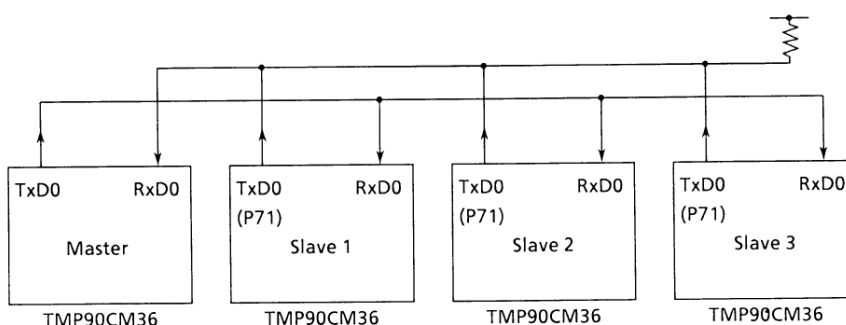 TxD0 RxD0 TxD0 RxD0 TxD0 RxD0 TxD0 RxD0
(P71) (P71) (P71)
Master Slave 1 Slave 2 Slave 3
TMP90CM36 TMP90CM36 TMP90CM36 TMP90CM36